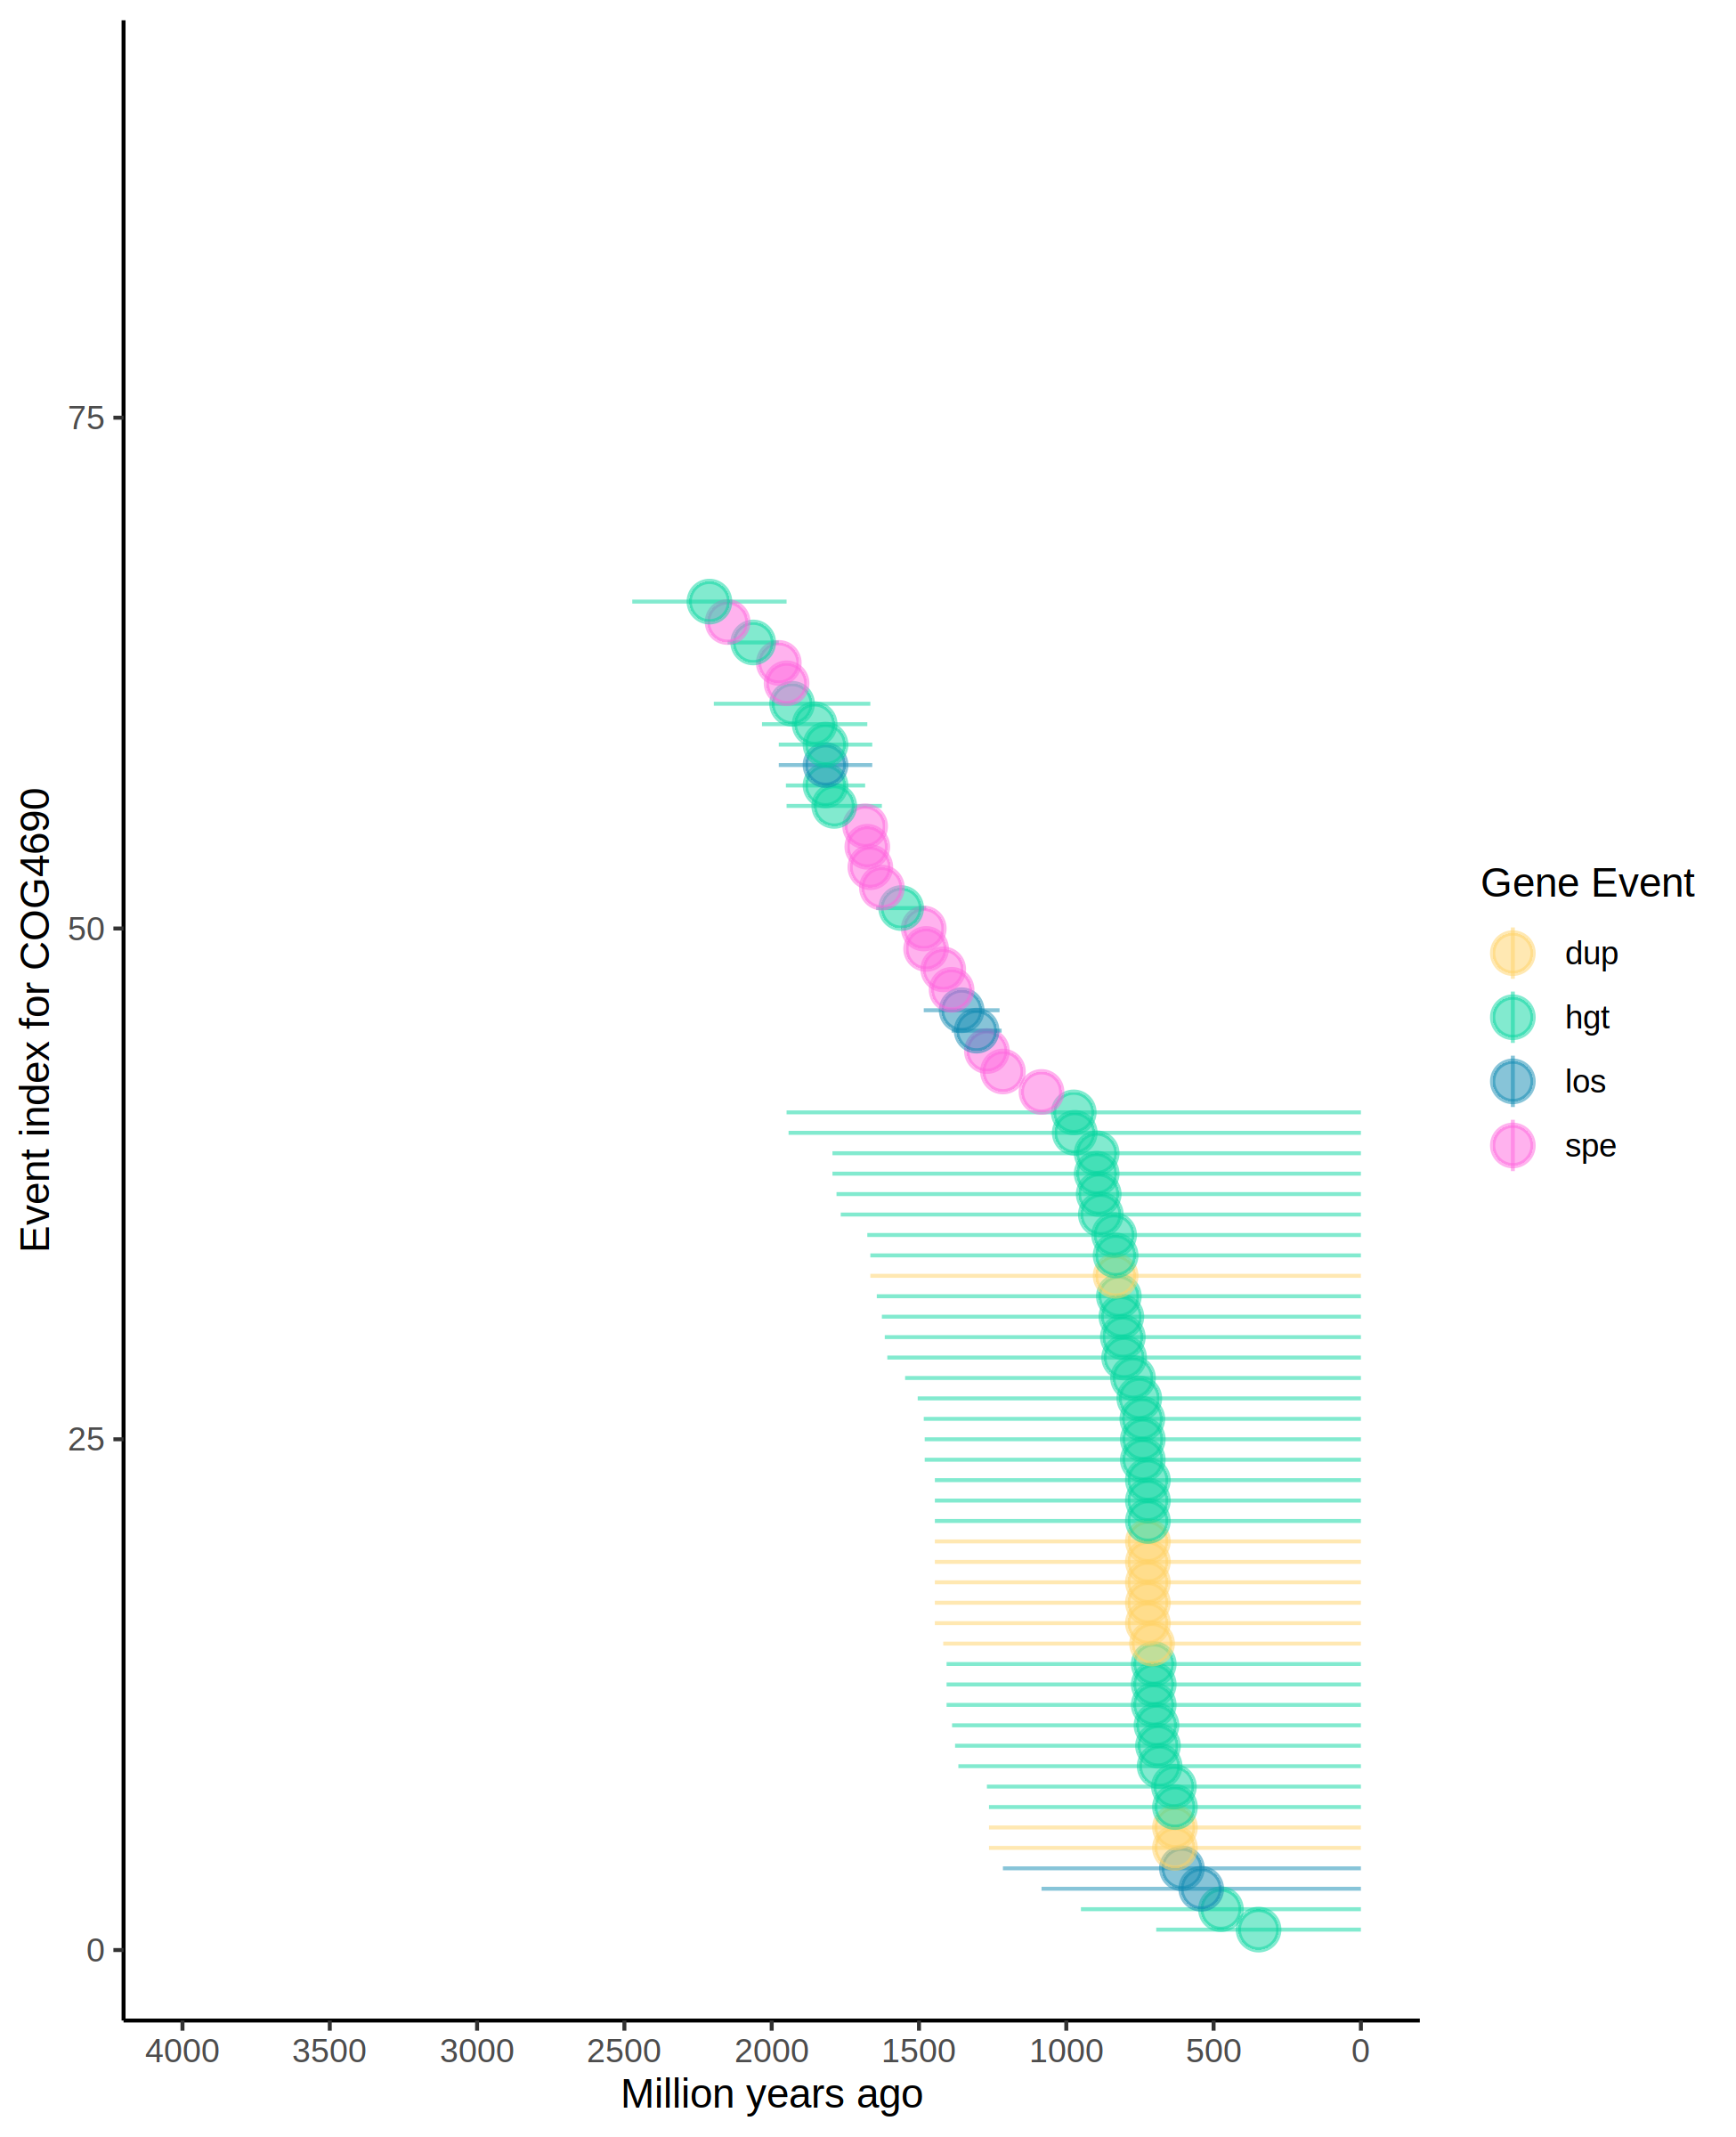 Event index for COG4690
75
50
25
0
4000 3500 3000 2500 2000 1500 1000 500 0
Million years ago
Gene Event
dup
hgt
los
spe